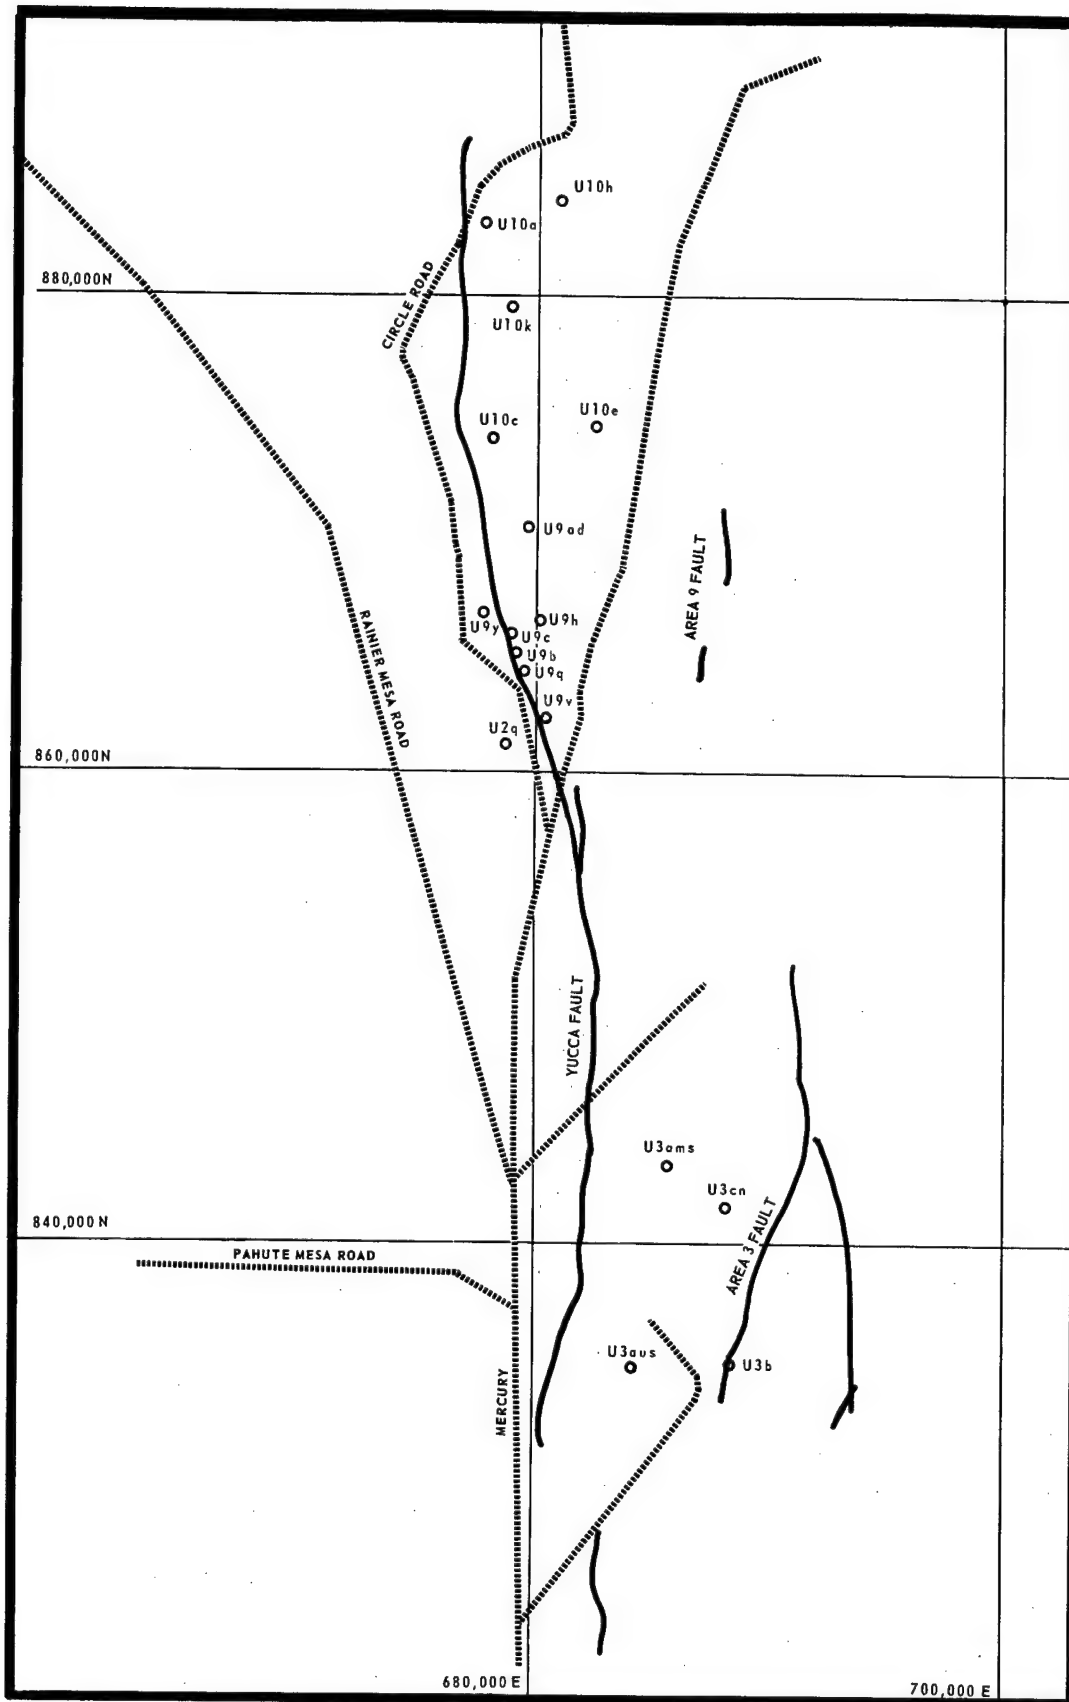 U10h
U10a
880,000N
CIRCLE ROAD
U10k
U10c
U10e
U9ad
AREA 9 FAULT
RAINIER MESA ROAD
U9h
U9y
U9c
U9b
U9q
U9v
U2q
860,000N
YUCCA FAULT
U3ams
U3cn
840,000N
PAHUTE MESA ROAD
AREA 3 FAULT
U3aus
U3b
MERCURY
680,000 E
700,000 E